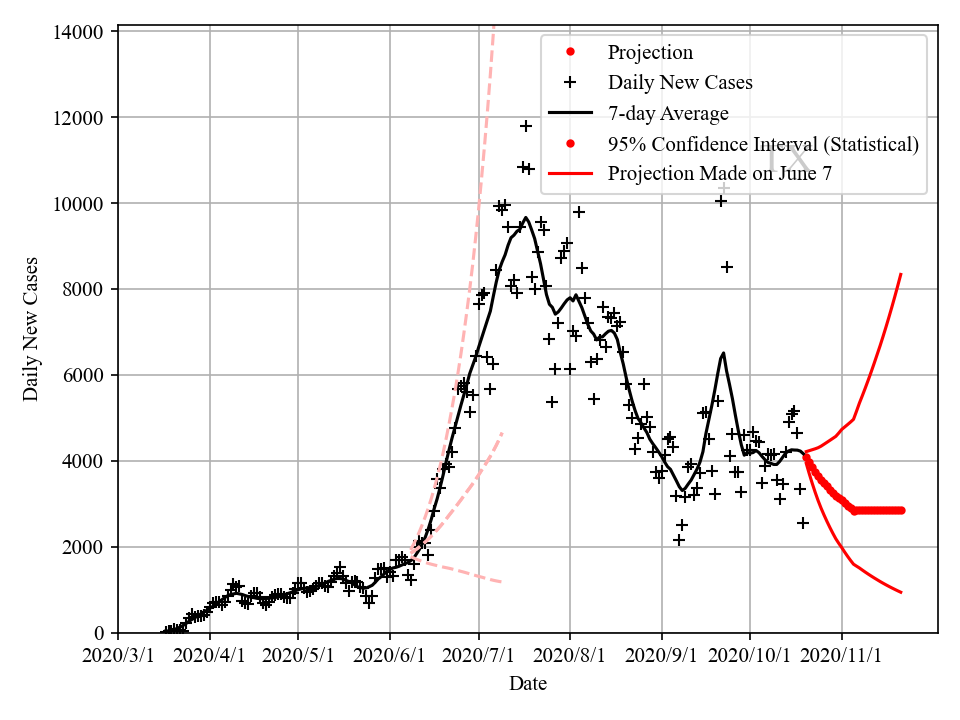 14000
12000
10000
8000
6000
4000
2000
0
Daily New Cases
Projection
Daily New Cases
7-day Average
95% Confidence Interval (Statistical)
Projection Made on June 7
TX
2020/3/1 2020/4/1 2020/5/1 2020/6/1 2020/7/1 2020/8/1 2020/9/1 2020/10/1 2020/11/1
Date